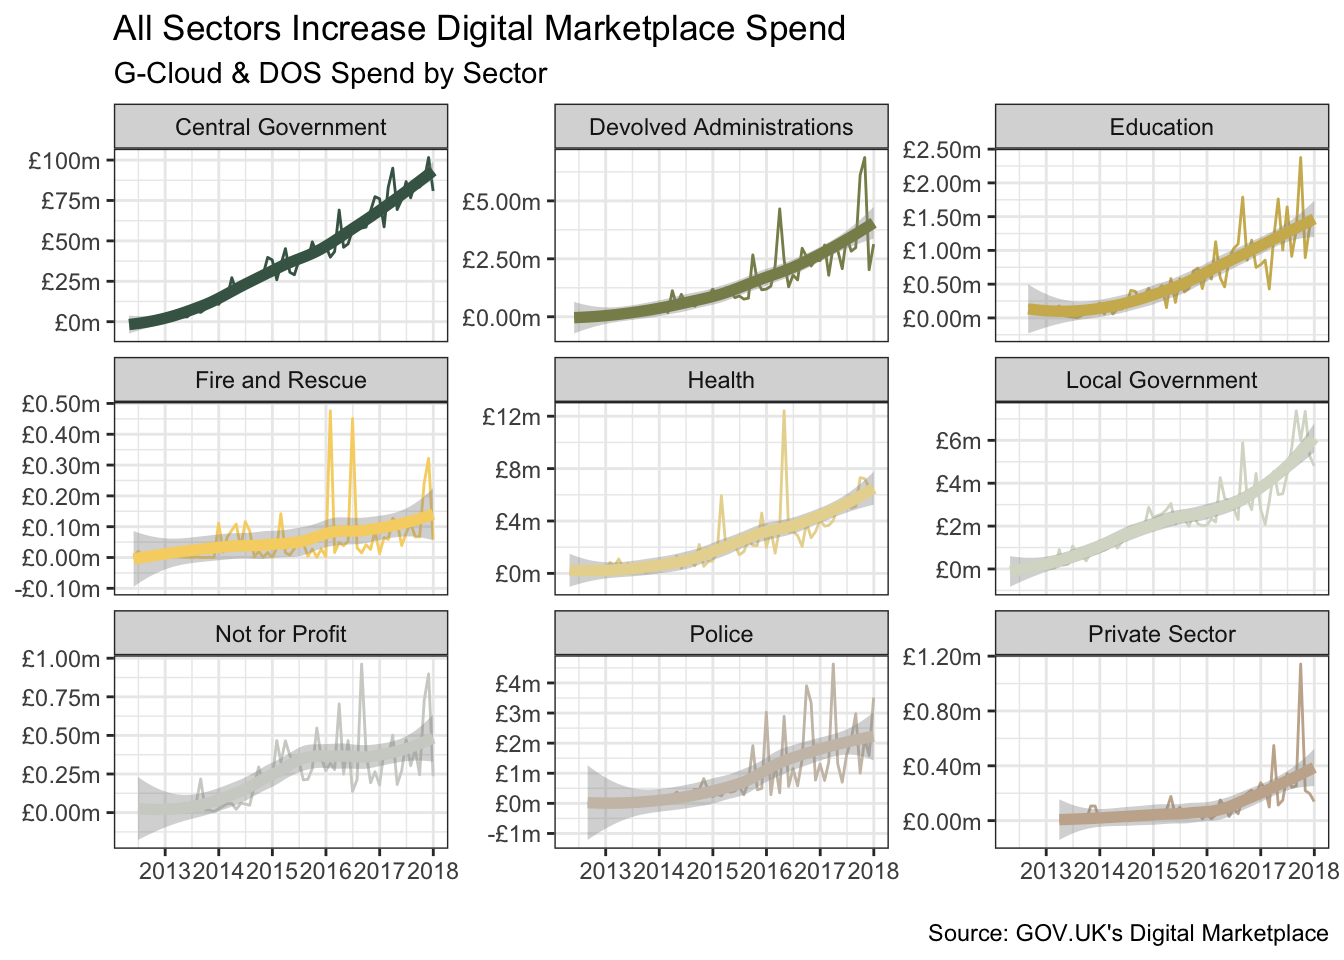 All Sectors Increase Digital Marketplace Spend
G-Cloud & DOS Spend by Sector
Central Government
£100m
£75m
£50m
£25m
£0m
Devolved Administrations
£5.00m
£2.50m
£0.00m
Education
£2.50m
£2.00m
£1.50m
£1.00m
£0.50m
£0.00m
Fire and Rescue
£0.50m
£0.40m
£0.30m
£0.20m
£0.10m
£0.00m
-£0.10m
Health
£12m
£8m
£4m
£0m
Local Government
£6m
£4m
£2m
£0m
Not for Profit
£1.00m
£0.75m
£0.50m
£0.25m
£0.00m
2013 2014 2015 2016 2017 2018
Police
£4m
£3m
£2m
£1m
£0m
-£1m
2013 2014 2015 2016 2017 2018
Private Sector
£1.20m
£0.80m
£0.40m
£0.00m
2013 2014 2015 2016 2017 2018
Source: GOV.UK's Digital Marketplace